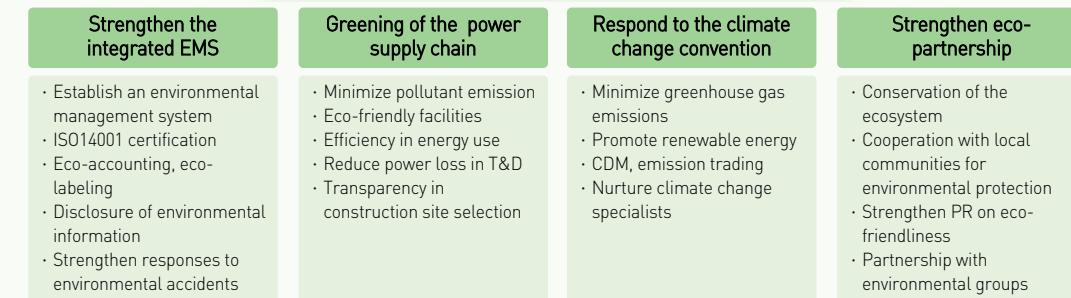 Strengthen the
integrated EMS
· Establish an environmental
management system
· ISO14001 certification
· Eco-accounting, eco-
labeling
· Disclosure of environmental
information
· Strengthen responses to
environmental accidents
Greening of the power
supply chain
· Minimize pollutant emission
· Eco-friendly facilities
· Efficiency in energy use
· Reduce power loss in T&D
· Transparency in
construction site selection
Respond to the climate
change convention
· Minimize greenhouse gas
emissions
· Promote renewable energy
· CDM, emission trading
· Nurture climate change
specialists
Strengthen eco-
partnership
· Conservation of the
ecosystem
· Cooperation with local
communities for
environmental protection
· Strengthen PR on eco-
friendliness
· Partnership with
environmental groups